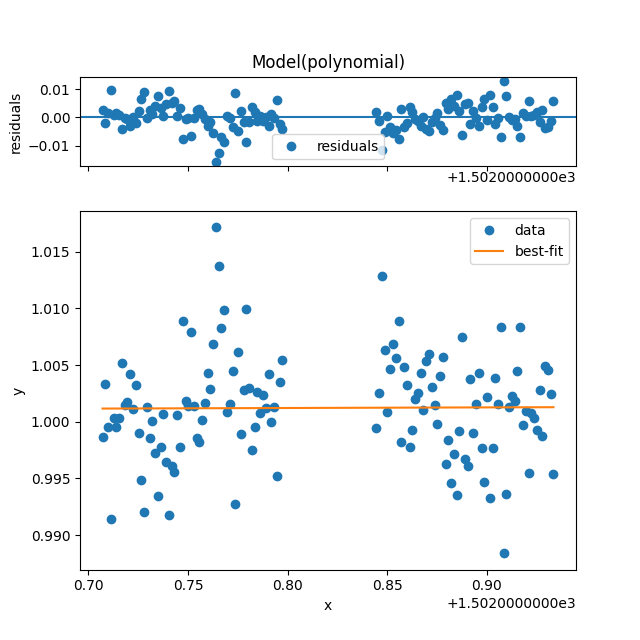 Model(polynomial)
0.01
0.00
−0.01
residuals
residuals
+1.5020000000e3
1.015
1.010
1.005
1.000
0.995
0.990
y
data
best-fit
0.70 0.75 0.80 0.85 0.90
x
+1.5020000000e3